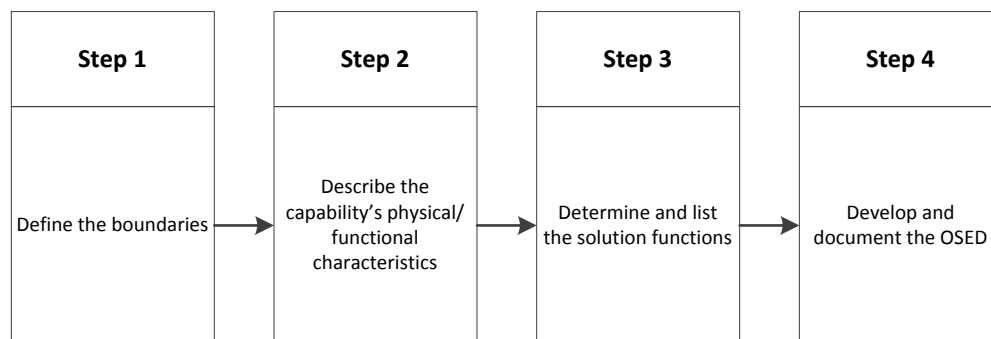 Step 1
Define the boundaries
Step 2
Describe the
capability’s physical/
functional
characteristics
Step 3
Determine and list
the solution functions
Step 4
Develop and
document the OSED